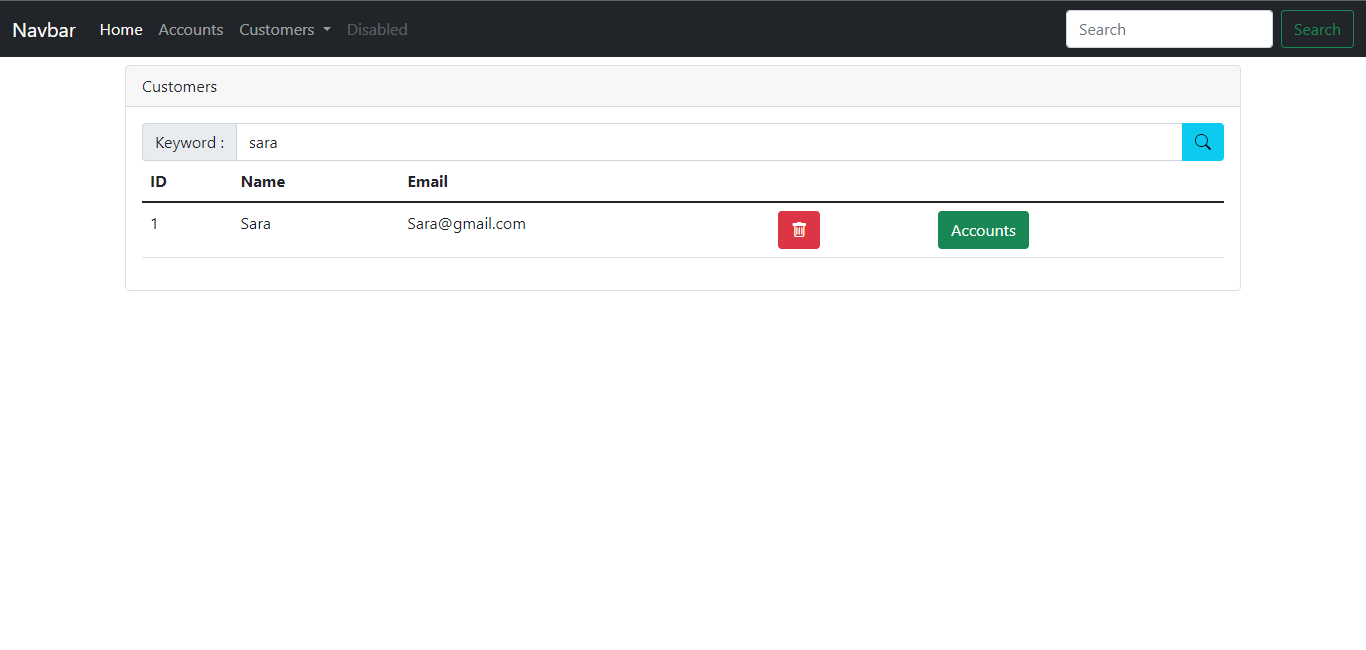 Navbar Home Accounts Customers Disabled Search Search
Customers
Keyword : sara
ID Name Email
1 Sara Sara@gmail.com Accounts